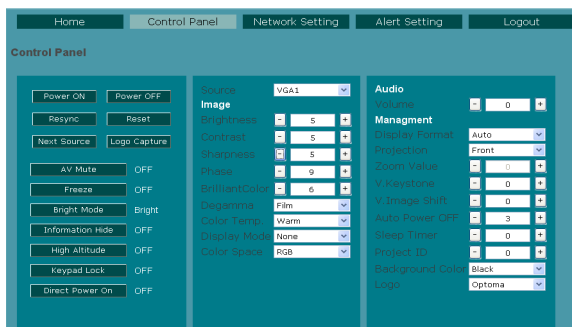 Home Control Panel Network Setting Alert Setting Logout
Control Panel
Power ON Power OFF
Resync Reset
Next Source Logo Capture
AV Mute OFF
Freeze OFF
Bright Mode Bright
Information Hide OFF
High Altitude OFF
Keypad Lock OFF
Direct Power On OFF
Source VGA1
Image
Brightness - 5 +
Contrast - 5 +
Sharpness - 5 +
Phase - 9 +
BrilliantColor - 6 +
Degamma Film
Color Temp. Warm
Display Mode None
Color Space RGB
Audio
Volume - 0 +
Managment
Display Format Auto
Projection Front
Zoom Value - 0 +
V.Keystone - 0 +
V.Image Shift - 0 +
Auto Power OFF - 3 +
Sleep Timer - 0 +
Project ID - 0 +
Background Color Black
Logo Optoma